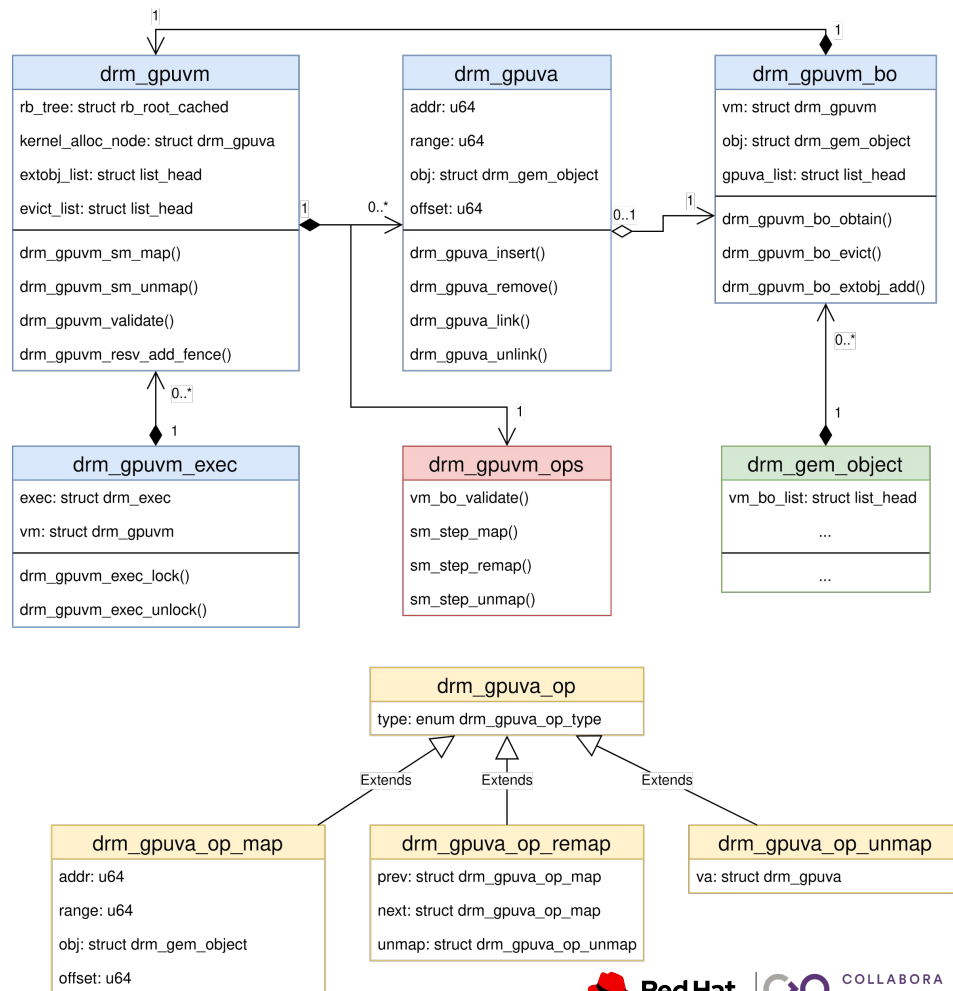 1
1
drm_gpuvm
rb_tree: struct rb_root_cached
kernel_alloc_node: struct drm_gpuva
extobj_list: struct list_head
evict_list: struct list_head
drm_gpuvm_sm_map()
drm_gpuvm_sm_unmap()
drm_gpuvm_validate()
drm_gpuvm_resv_add_fence()
1
0..*
drm_gpuva
addr: u64
range: u64
obj: struct drm_gem_object
offset: u64
drm_gpuva_insert()
drm_gpuva_remove()
drm_gpuva_link()
drm_gpuva_unlink()
0..1
1
drm_gpuvm_bo
vm: struct drm_gpuvm
obj: struct drm_gem_object
gpuva_list: struct list_head
drm_gpuvm_bo_obtain()
drm_gpuvm_bo_evict()
drm_gpuvm_bo_extobj_add()
0..*
1
1
0..*
1
drm_gpuvm_exec
exec: struct drm_exec
vm: struct drm_gpuvm
drm_gpuvm_exec_lock()
drm_gpuvm_exec_unlock()
drm_gpuvm_ops
vm_bo_validate()
sm_step_map()
sm_step_remap()
sm_step_unmap()
drm_gem_object
vm_bo_list: struct list_head
...
...
drm_gpuva_op
type: enum drm_gpuva_op_type
Extends
Extends
Extends
drm_gpuva_op_map
addr: u64
range: u64
obj: struct drm_gem_object
offset: u64
drm_gpuva_op_remap
prev: struct drm_gpuva_op_map
next: struct drm_gpuva_op_map
unmap: struct drm_gpuva_op_unmap
drm_gpuva_op_unmap
va: struct drm_gpuva
Red Hat
COLLABORA